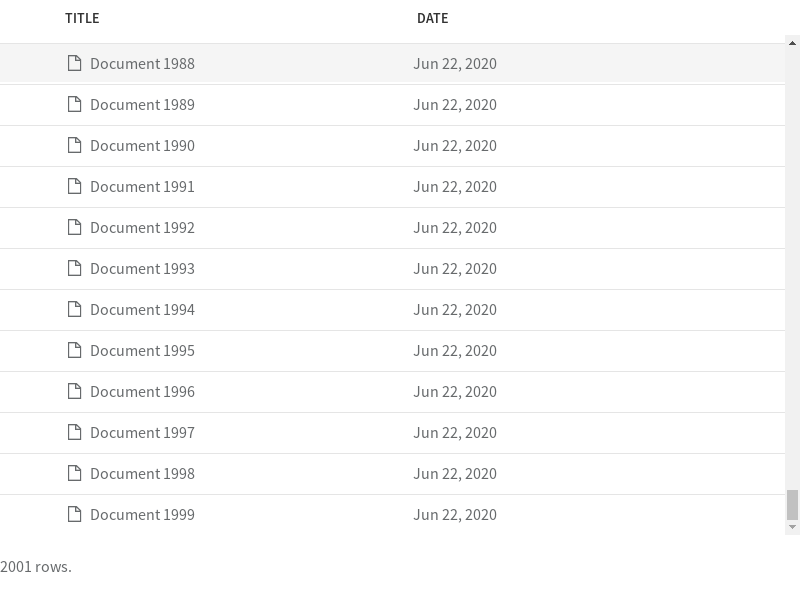 TITLE DATE
Document 1988 Jun 22, 2020
Document 1989 Jun 22, 2020
Document 1990 Jun 22, 2020
Document 1991 Jun 22, 2020
Document 1992 Jun 22, 2020
Document 1993 Jun 22, 2020
Document 1994 Jun 22, 2020
Document 1995 Jun 22, 2020
Document 1996 Jun 22, 2020
Document 1997 Jun 22, 2020
Document 1998 Jun 22, 2020
Document 1999 Jun 22, 2020
2001 rows.